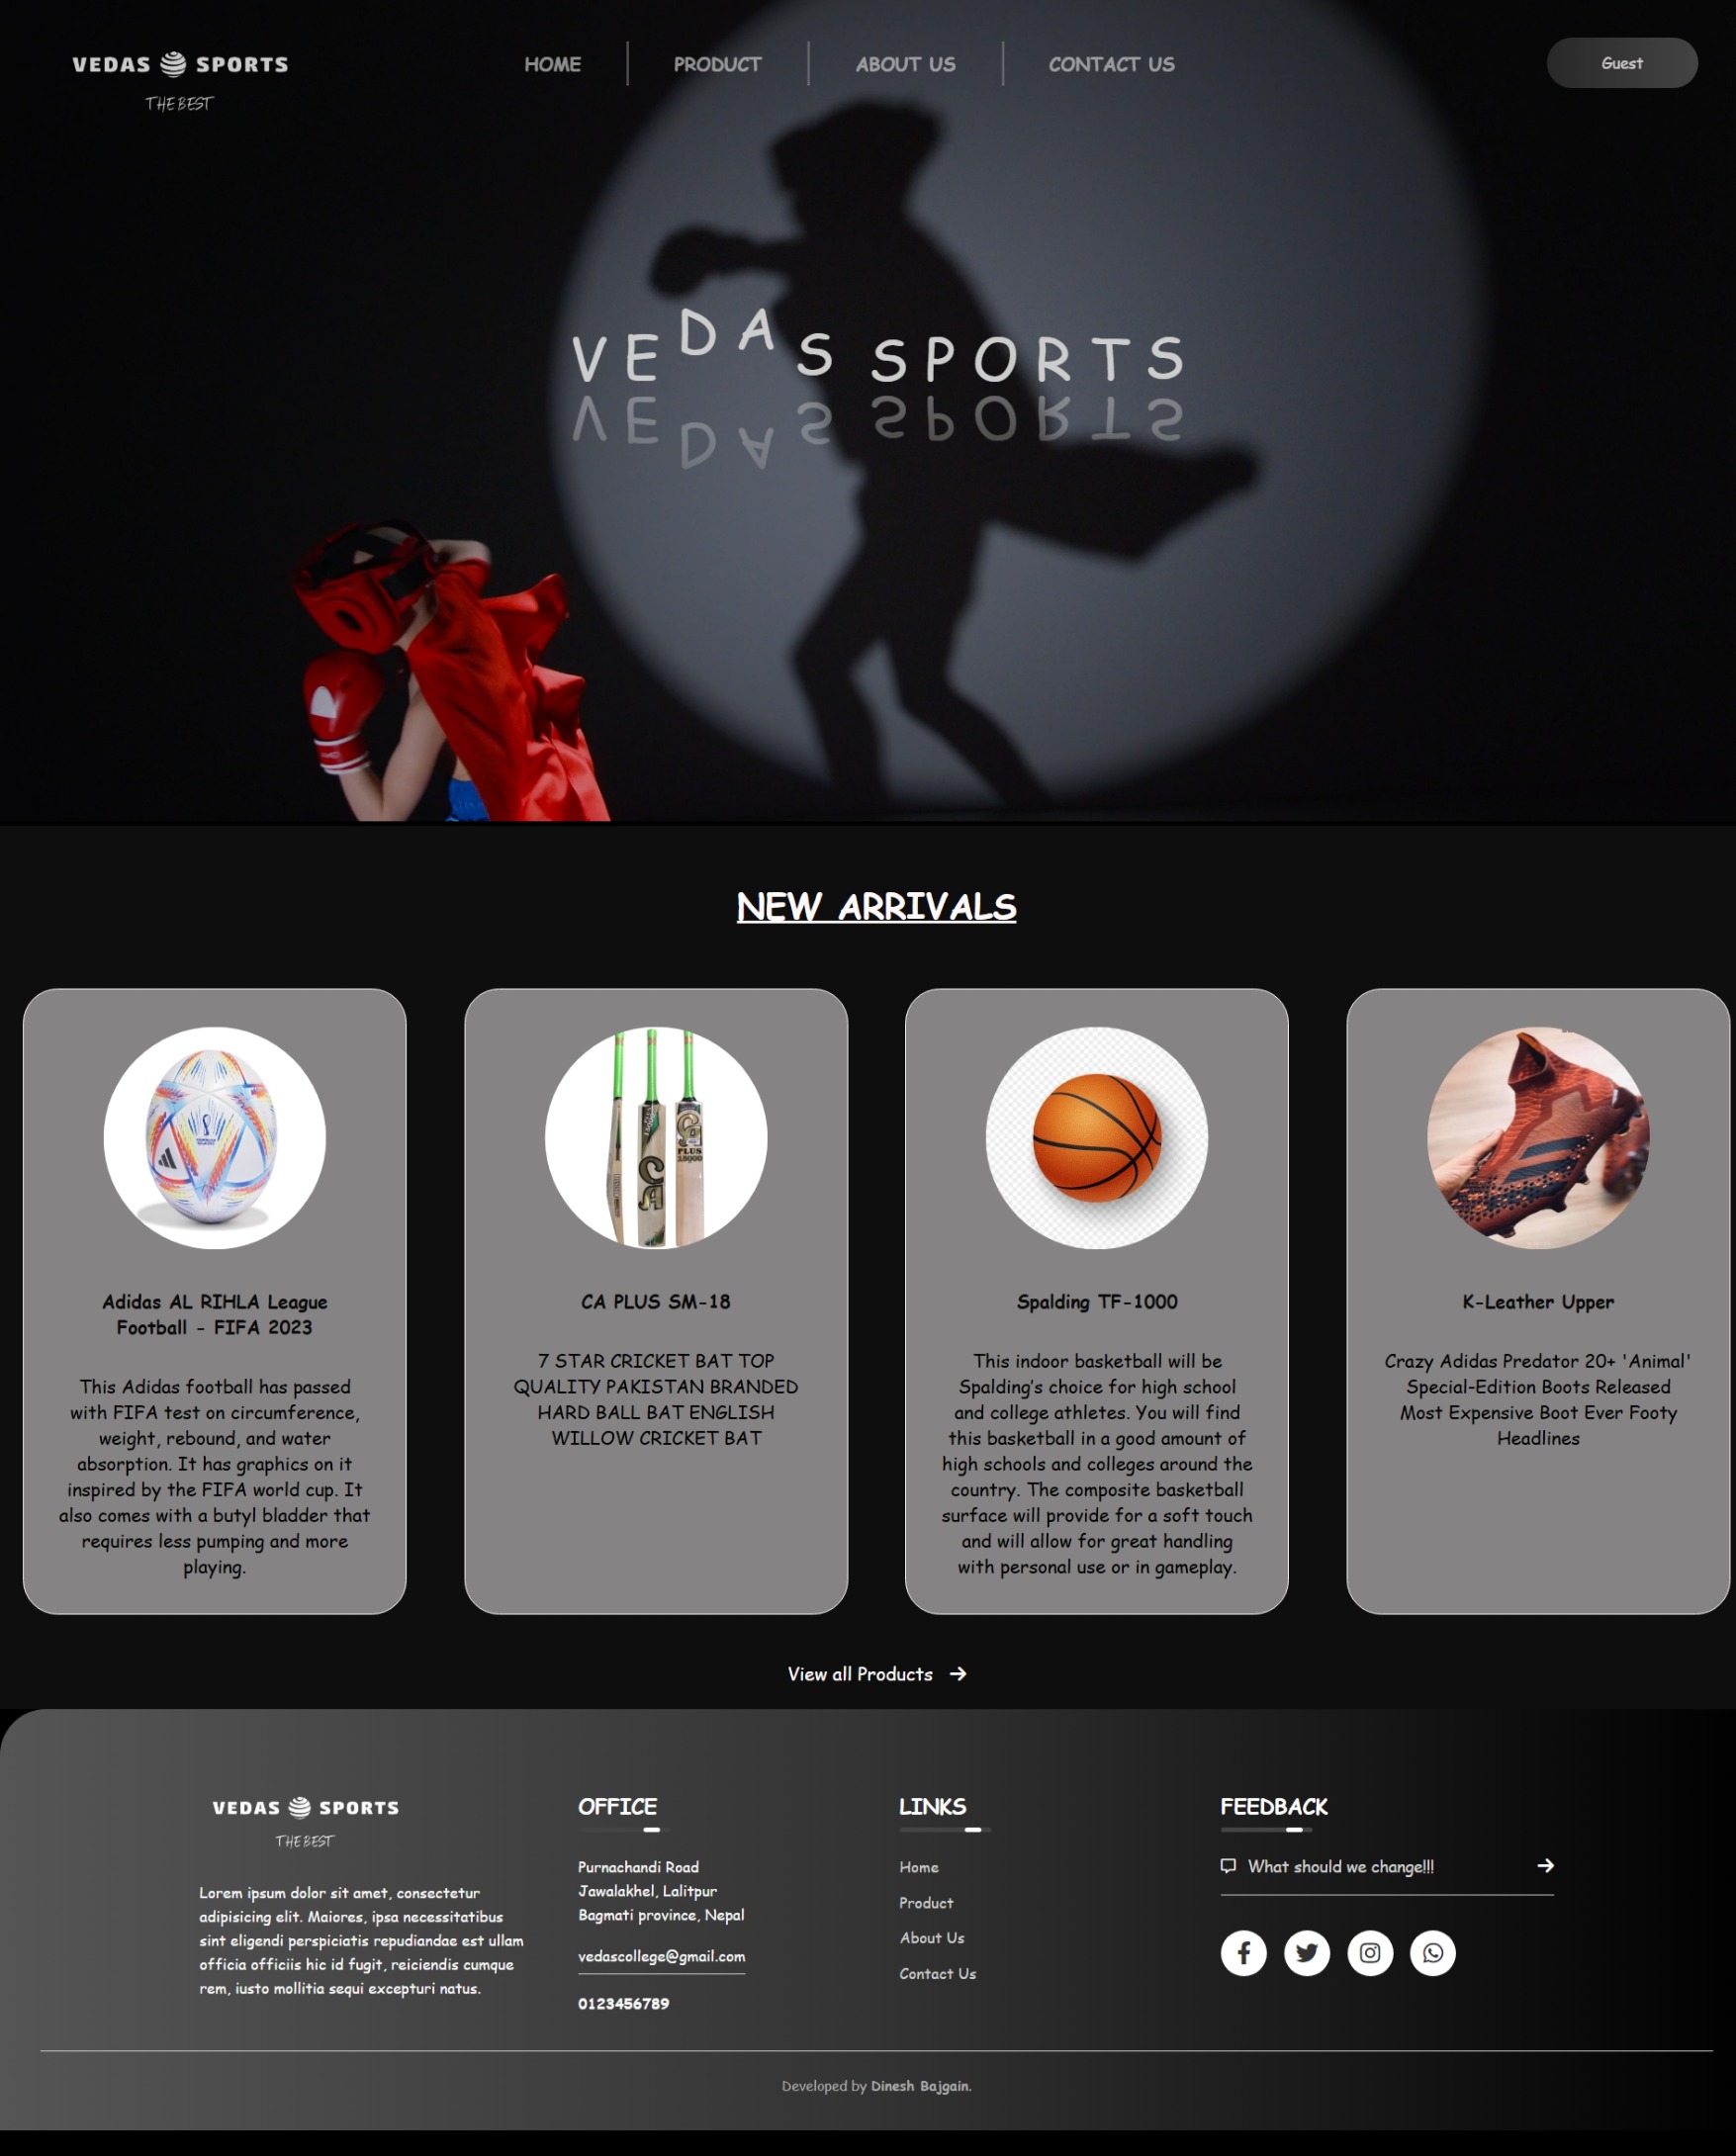 VEDAS SPORTS
THE BEST
HOME
PRODUCT
ABOUT US
CONTACT US
Guest
VEDAS SPORTS
VEDAS SPORTS
NEW ARRIVALS
PLUS
15000
CA
Adidas AL RIHLA League
Football - FIFA 2023
This Adidas football has passed
with FIFA test on circumference,
weight, rebound, and water
absorption. It has graphics on it
inspired by the FIFA world cup. It
also comes with a butyl bladder that
requires less pumping and more
playing.
CA PLUS SM-18
7 STAR CRICKET BAT TOP
QUALITY PAKISTAN BRANDED
HARD BALL BAT ENGLISH
WILLOW CRICKET BAT
Spalding TF-1000
This indoor basketball will be
Spalding's choice for high school
and college athletes. You will find
this basketball in a good amount of
high schools and colleges around the
country. The composite basketball
surface will provide for a soft touch
and will allow for great handling
with personal use or in gameplay.
K-Leather Upper
Crazy Adidas Predator 20+ 'Animal'
Special-Edition Boots Released
Most Expensive Boot Ever Footy
Headlines
View all Products
VEDAS SPORTS
THE BEST
Lorem ipsum dolor sit amet, consectetur
adipisicing elit. Maiores, ipsa necessitatibus
sint eligendi perspiciatis repudiandae est ullam
officia officiis hic id fugit, reiciendis cumque
rem, iusto mollitia sequi excepturi natus.
OFFICE
Purnachandi Road
Jawalakhel, Lalitpur
Bagmati province, Nepal
vedascollege@gmail.com
0123456789
LINKS
Home
Product
About Us
Contact Us
FEEDBACK
What should we change!!!
Developed by Dinesh Bajgain.